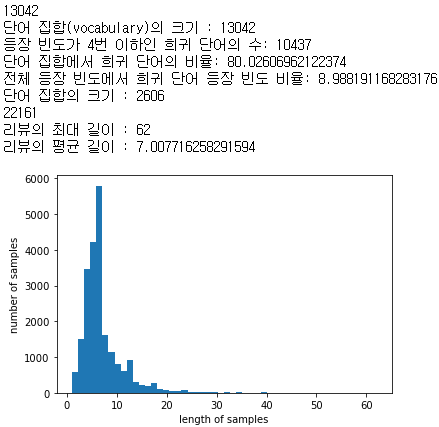 13042
단어 집합(vocabulary)의 크기 : 13042
등장 빈도가 4번 이하인 희귀 단어의 수: 10437
단어 집합에서 희귀 단어의 비율: 80.02606962122374
전체 등장 빈도에서 희귀 단어 등장 빈도 비율: 8.988191168283176
단어 집합의 크기 : 2606
22161
리뷰의 최대 길이 : 62
리뷰의 평균 길이 : 7.007716258291594
6000
5000
4000
3000
2000
1000
0
number of samples
0 10 20 30 40 50 60
length of samples